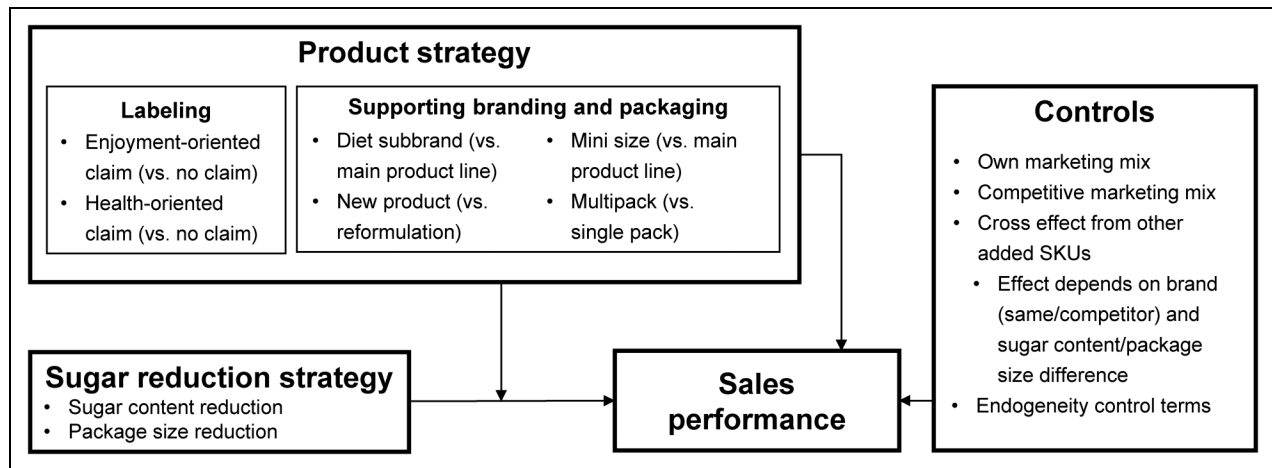 Product strategy
Labeling
• Enjoyment-oriented
claim (vs. no claim)
• Health-oriented
claim (vs. no claim)
Supporting branding and packaging
• Diet subbrand (vs.
main product line)
• New product (vs.
reformulation)
• Mini size (vs. main
product line)
• Multipack (vs.
single pack)
Sugar reduction strategy
• Sugar content reduction
• Package size reduction
Sales
performance
Controls
• Own marketing mix
• Competitive marketing mix
• Cross effect from other
added SKUs
• Effect depends on brand
(same/competitor) and
sugar content/package
size difference
• Endogeneity control terms